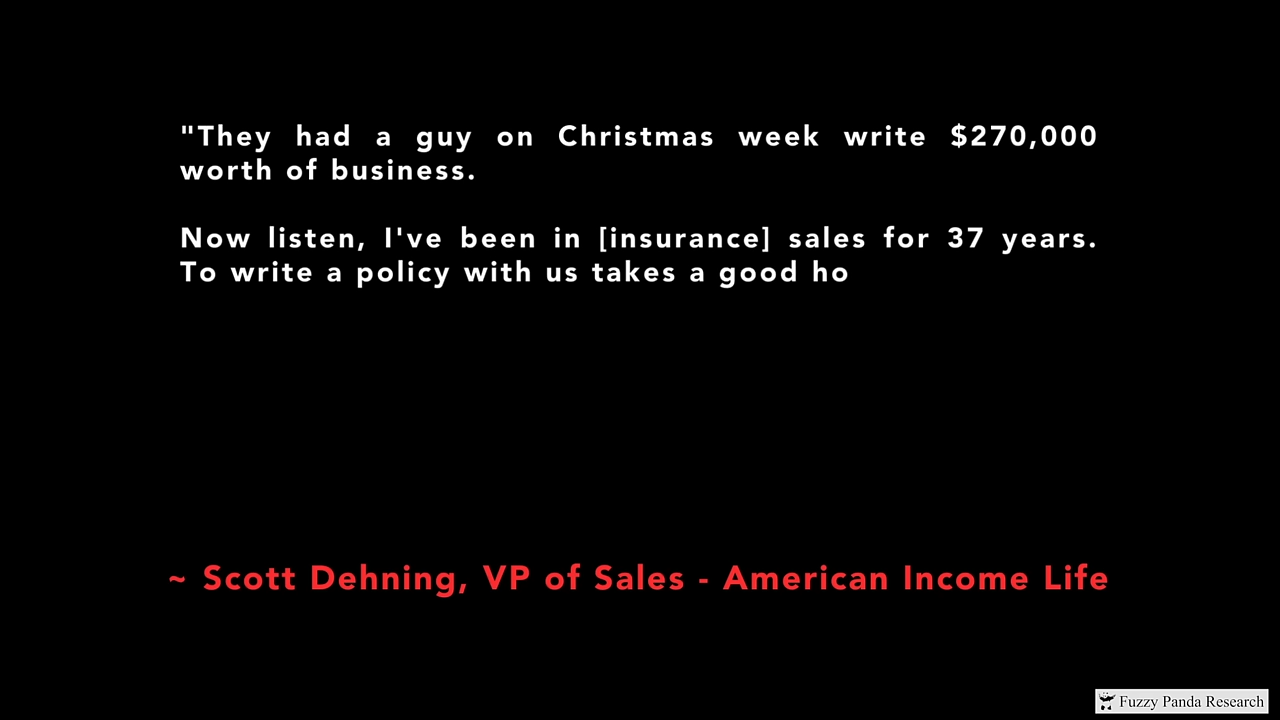 "They had a guy on Christmas week write $270,000
worth of business.
Now listen, I've been in [insurance] sales for 37 years.
To write a policy with us takes a good ho
~ Scott Dehning, VP of Sales - American Income Life
Fuzzy Panda Research